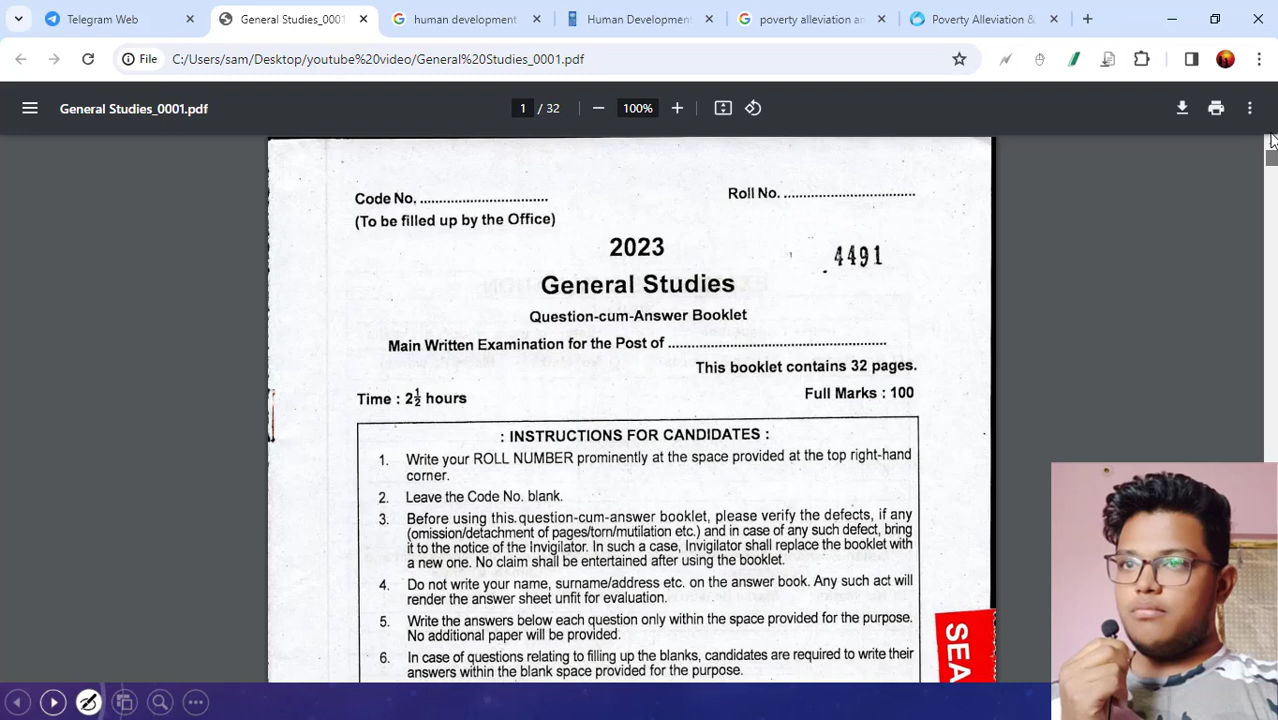 Telegram Web
General Studies_0001
human development
Human Development
poverty alleviation an
Poverty Alleviation &
File
C:/Users/sam/Desktop/youtube%20video/General%20Studies_0001.pdf
General Studies_0001.pdf
1 / 32
100%
Code No. ................................
Roll No. .................................
(To be filled up by the Office)
2023
4491
General Studies
Question-cum-Answer Booklet
Main Written Examination for the Post of .......................................................
This booklet contains 32 pages.
Time : 2½ hours
Full Marks : 100
: INSTRUCTIONS FOR CANDIDATES :
1. Write your ROLL NUMBER prominently at the space provided at the top right-hand
corner.
2. Leave the Code No. blank.
3. Before using this question-cum-answer booklet, please verify the defects, if any
(omission/detachment of pages/torn/mutilation etc.) and in case of any such defect, bring
it to the notice of the Invigilator. In such a case, Invigilator shall replace the booklet with
a new one. No claim shall be entertained after using the booklet.
4. Do not write your name, surname/address etc. on the answer book. Any such act will
render the answer sheet unfit for evaluation.
5. Write the answers below each question only within the space provided for the purpose.
No additional paper will be provided.
6. In case of questions relating to filling up the blanks, candidates are required to write their
answers within the blank space provided for the purpose.
SEA